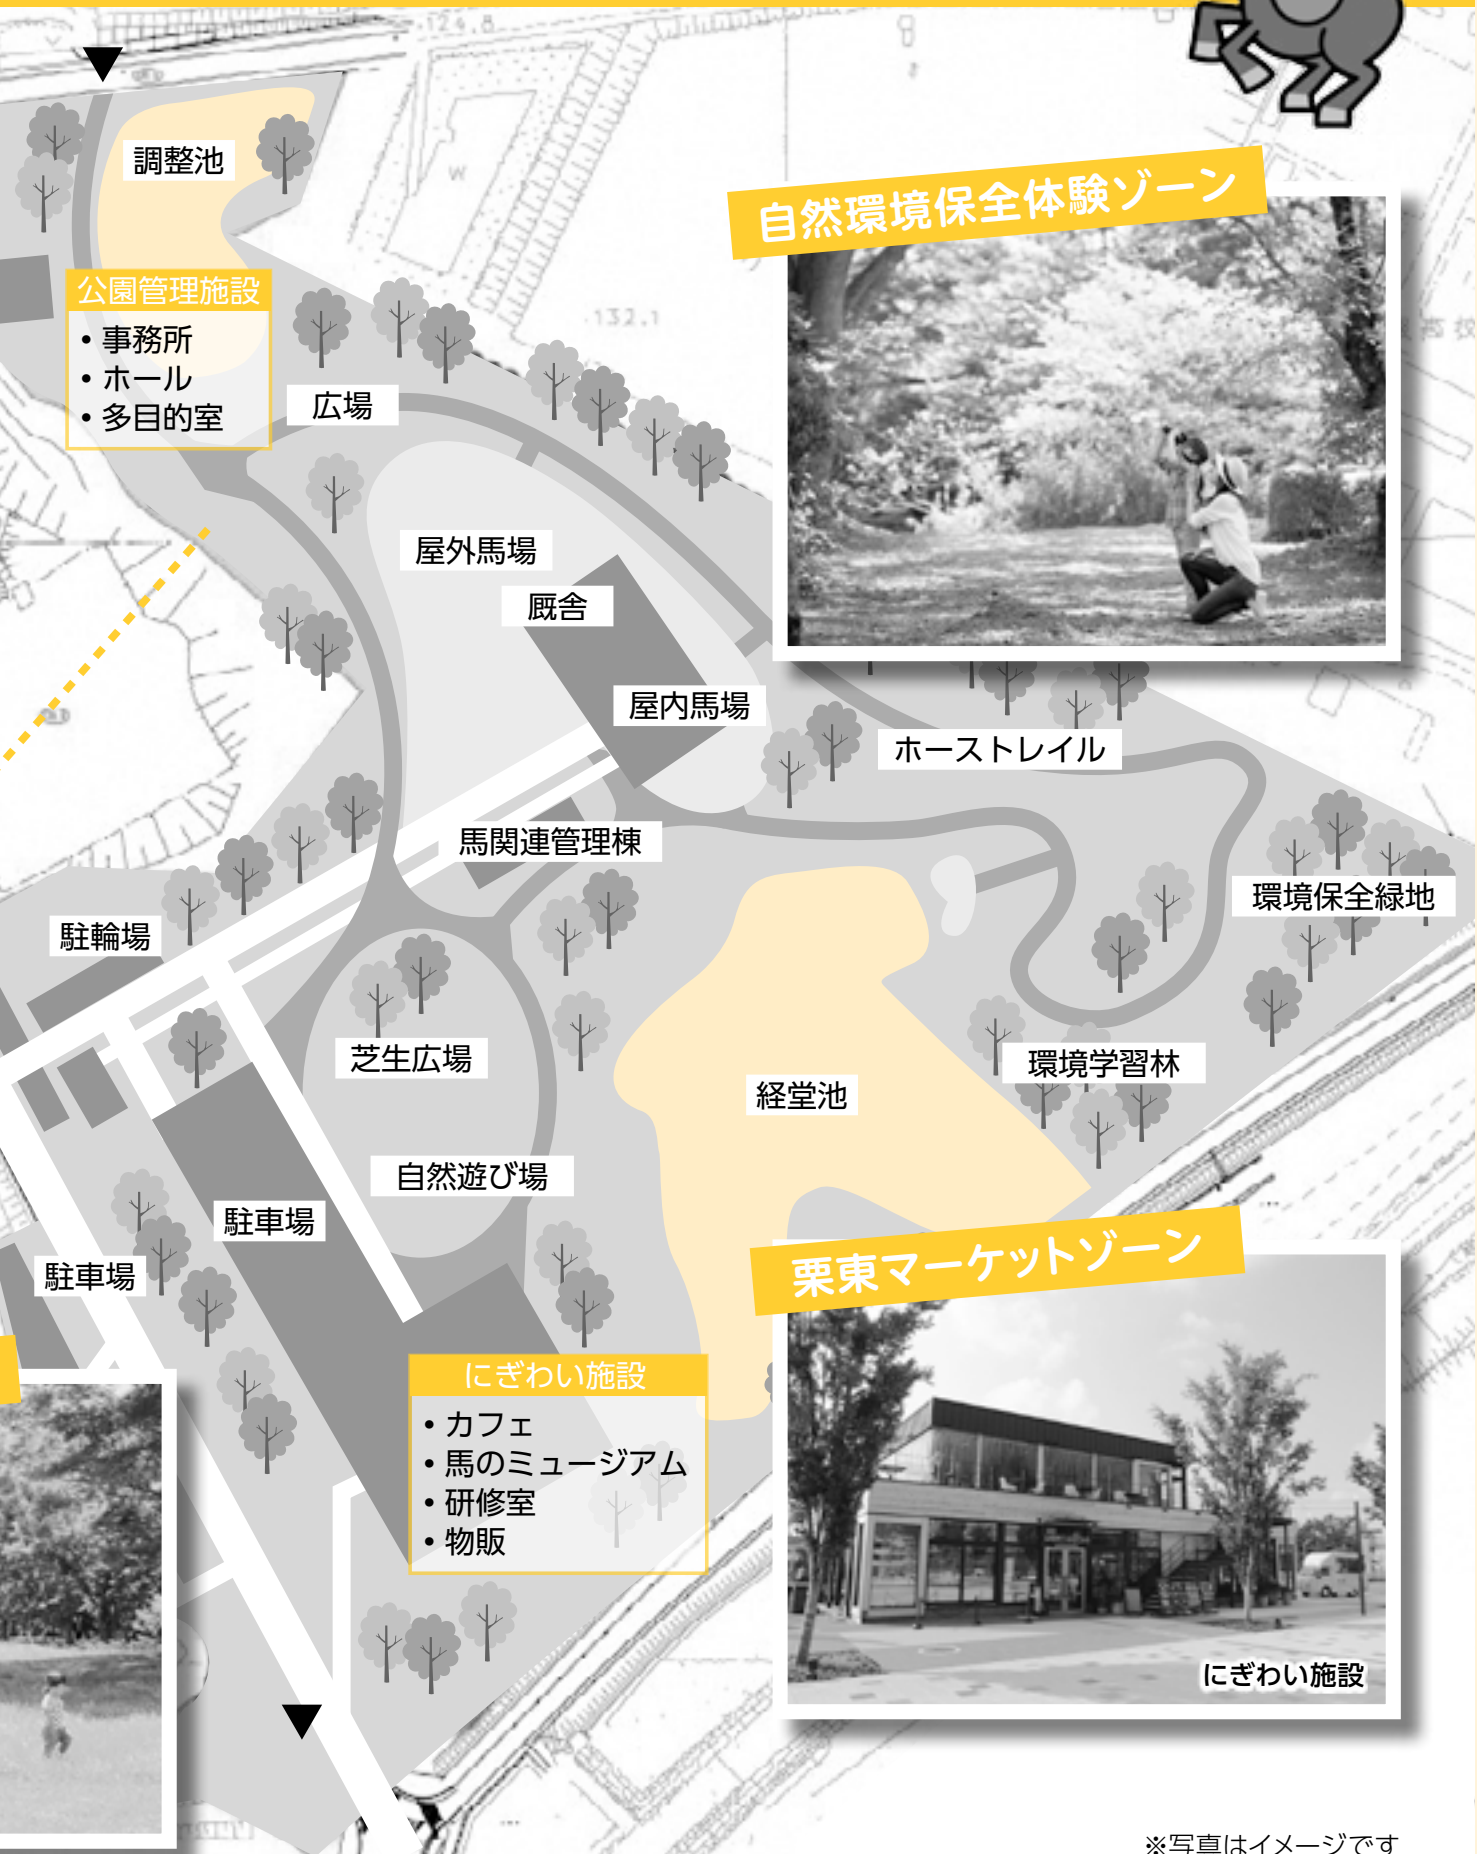 124.8
調整池
W
自然環境保全体験ゾーン
公園管理施設
・事務所
・ホール
・多目的室
132.1
広場
屋外馬場
厩舎
屋内馬場
ホーストレイル
馬関連管理棟
環境保全緑地
駐輪場
芝生広場
環境学習林
経堂池
自然遊び場
駐車場
駐車場
栗東マーケットゾーン
にぎわい施設
・カフェ
・馬のミュージアム
・研修室
・物販
にぎわい施設
※写真はイメージです